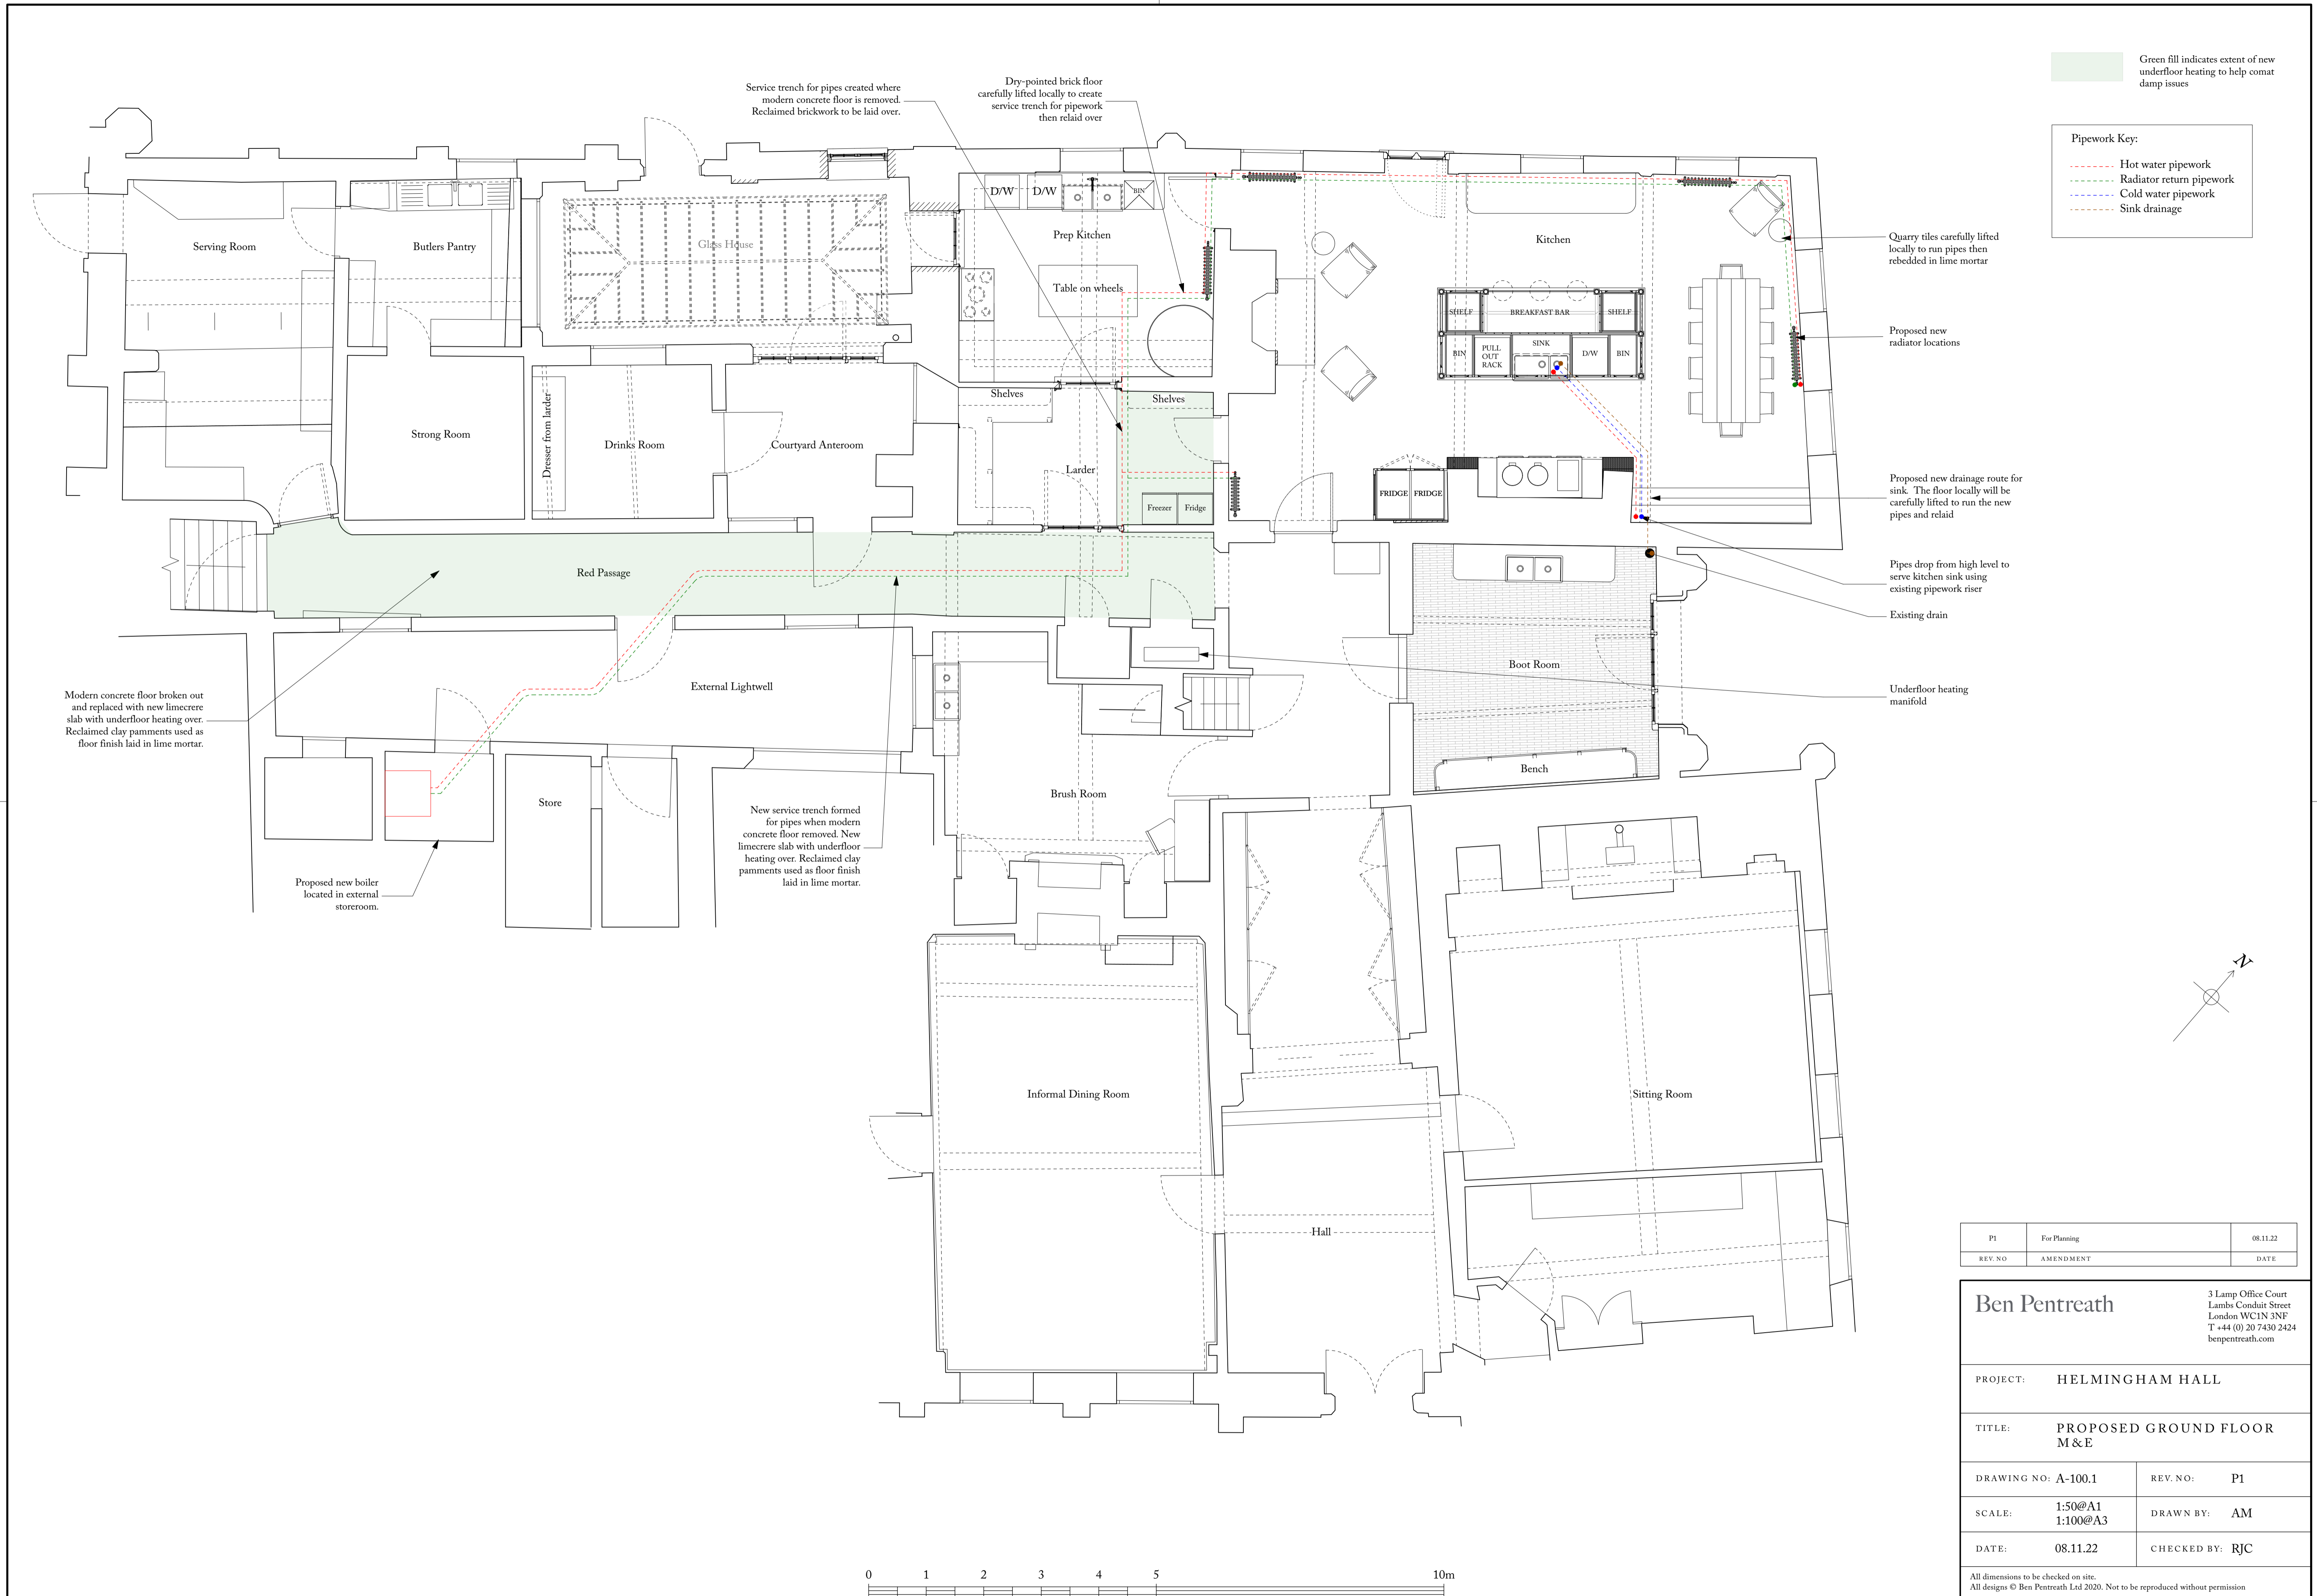 Green fill indicates extent of new
underfloor heating to help comat
damp issues
Pipework Key:
Hot water pipework
Radiator return pipework
Cold water pipework
Sink drainage
Service trench for pipes created where
modern concrete floor is removed.
Reclaimed brickwork to be laid over.
Dry-pointed brick floor
carefully lifted locally to create
service trench for pipework
then relaid over
Serving Room
Butlers Pantry
Glass House
D/W
D/W
BIN
Prep Kitchen
Table on wheels
Kitchen
Quarry tiles carefully lifted
locally to run pipes then
rebedded in lime mortar
SHELF
BREAKFAST BAR
SHELF
BIN
PULL
OUT
RACK
SINK
D/W
BIN
Proposed new
radiator locations
Strong Room
Dresser from larder
Drinks Room
Courtyard Anteroom
Shelves
Shelves
Larder
Freezer
Fridge
FRIDGE
FRIDGE
Proposed new drainage route for
sink. The floor locally will be
carefully lifted to run the new
pipes and relaid
Red Passage
Pipes drop from high level to
serve kitchen sink using
existing pipework riser
Existing drain
External Lightwell
Boot Room
Underfloor heating
manifold
Modern concrete floor broken out
and replaced with new limecrere
slab with underfloor heating over.
Reclaimed clay pamments used as
floor finish laid in lime mortar.
Bench
Store
Brush Room
New service trench formed
for pipes when modern
concrete floor removed. New
limecrere slab with underfloor
heating over. Reclaimed clay
pamments used as floor finish
laid in lime mortar.
Proposed new boiler
located in external
storeroom.
N
Informal Dining Room
Sitting Room
Hall
P1
For Planning
08.11.22
REV. NO
AMENDMENT
DATE
Ben Pentreath
3 Lamp Office Court
Lambs Conduit Street
London WC1N 3NF
T +44 (0) 20 7430 2424
benpentreath.com
PROJECT: HELMINGHAM HALL
TITLE: PROPOSED GROUND FLOOR
M&E
DRAWING NO: A-100.1
REV. NO: P1
SCALE: 1:50@A1
1:100@A3
DRAWN BY: AM
DATE: 08.11.22
CHECKED BY: RJC
All dimensions to be checked on site.
All designs © Ben Pentreath Ltd 2020. Not to be reproduced without permission
0 1 2 3 4 5 10m